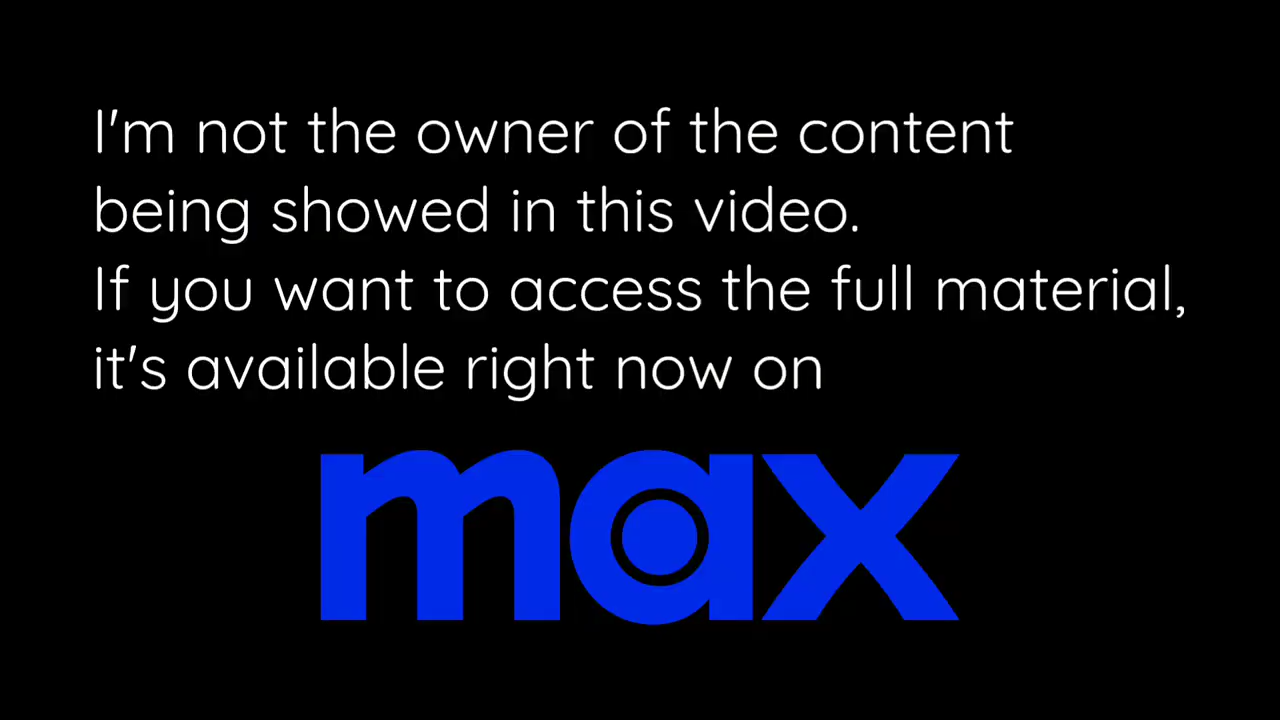 I'm not the owner of the content
being showed in this video.
If you want to access the full material,
it's available right now on
max